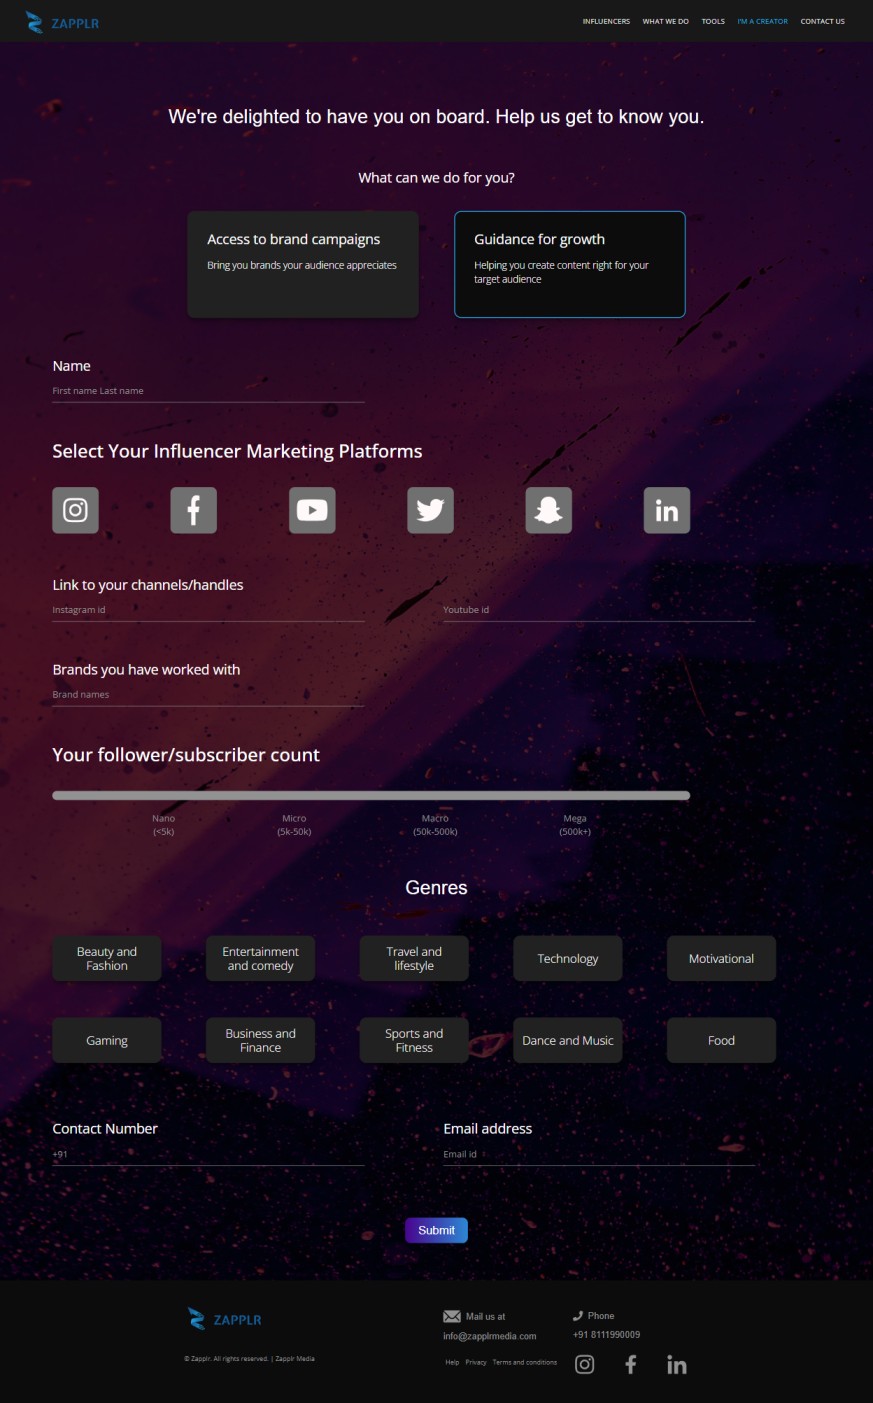 ZAPPLR
INFLUENCERS WHAT WE DO TOOLS I'M A CREATOR CONTACT US
We're delighted to have you on board. Help us get to know you.
What can we do for you?
Access to brand campaigns
Bring you brands your audience appreciates
Guidance for growth
Helping you create content right for your
target audience
Name
First name Last name
Select Your Influencer Marketing Platforms
Link to your channels/handles
Instagram id
Youtube id
Brands you have worked with
Brand names
Your follower/subscriber count
Nano
(<5k)
Micro
(5k-50k)
Macro
(50k-500k)
Mega
(500k+)
Genres
Beauty and
Fashion
Entertainment
and comedy
Travel and
lifestyle
Technology
Motivational
Gaming
Business and
Finance
Sports and
Fitness
Dance and Music
Food
Contact Number
+91
Email address
Email id
Submit
ZAPPLR
© Zapplr. All rights reserved. | Zapplr Media
Mail us at
info@zapplrmedia.com
Phone
+91 8111990009
Help Privacy Terms and conditions